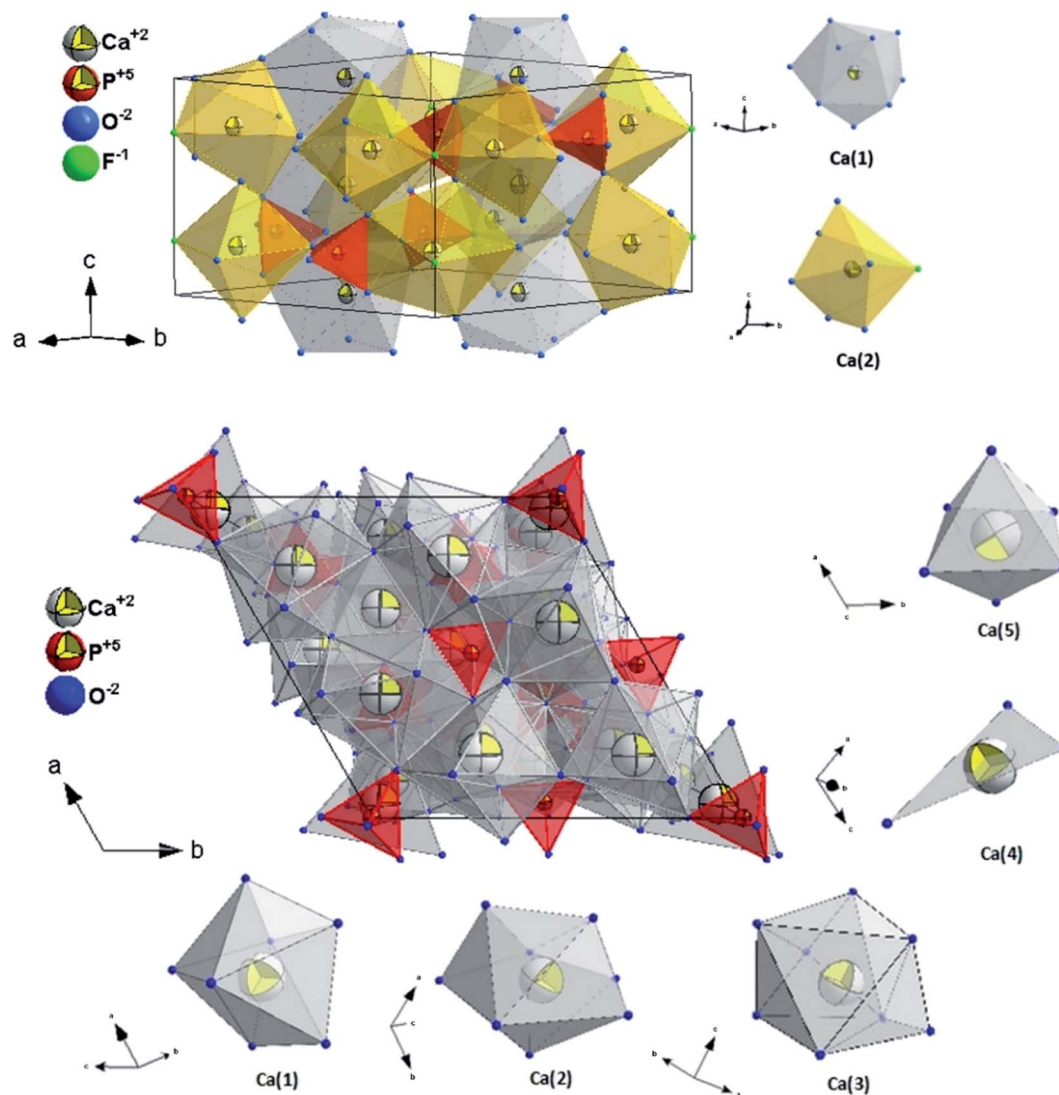 Ca+2
P+5
O-2
F-1
c
a b
c
a b
Ca(1)
c
a b
Ca(2)
Ca+2
P+5
O-2
a
b
a
b
c
Ca(5)
a
b
c
Ca(4)
a
c b
Ca(1)
a
c
b
Ca(2)
c
b a
Ca(3)